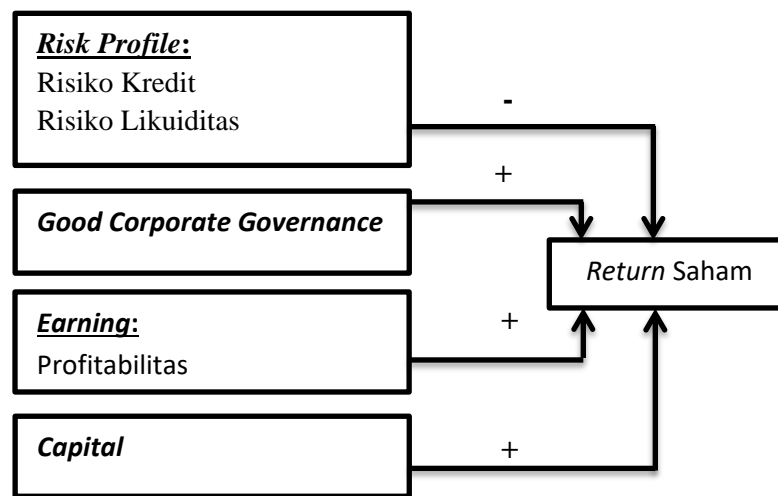 Risk Profile:
Risiko Kredit
Risiko Likuiditas
-
+
Good Corporate Governance
Return Saham
Earning:
Profitabilitas
+
Capital
+